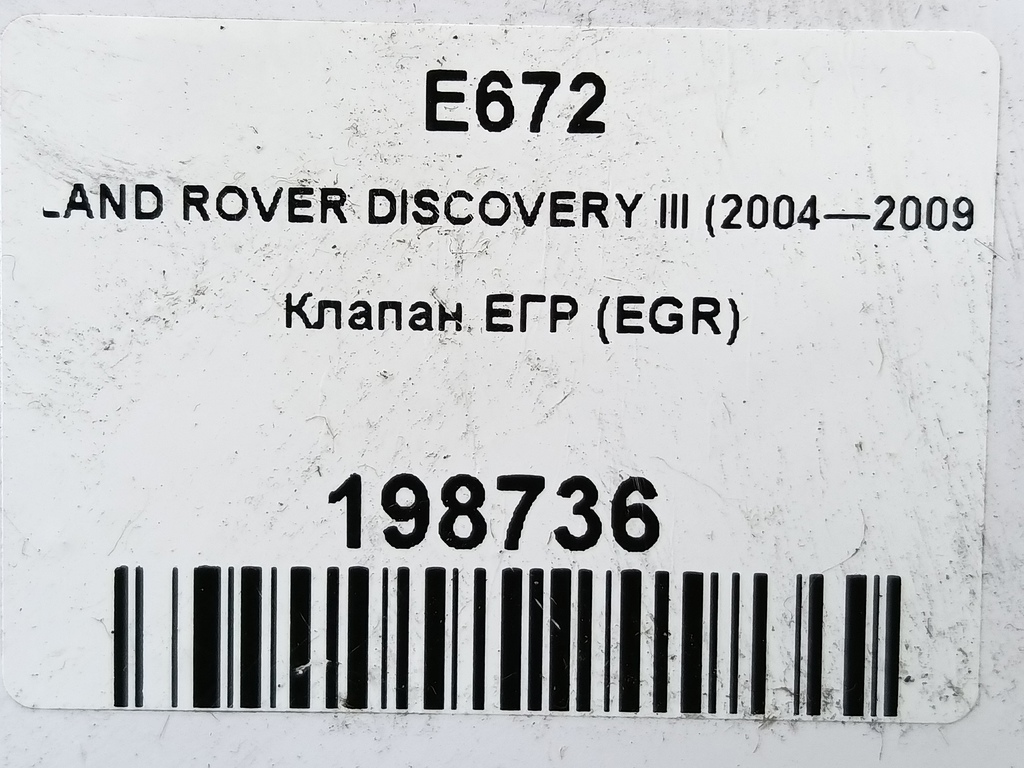 E672
LAND ROVER DISCOVERY III (2004—2009
Клапан ЕГР (EGR)
198736